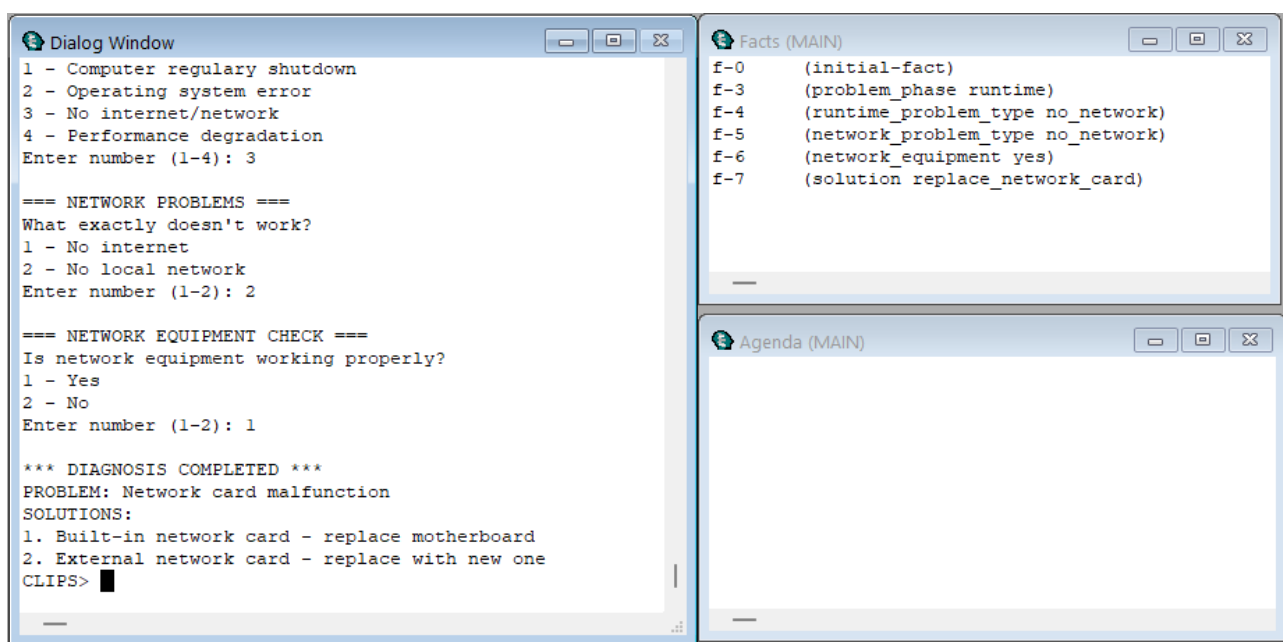 Dialog Window
1 - Computer regulary shutdown
2 - Operating system error
3 - No internet/network
4 - Performance degradation
Enter number (1-4): 3
=== NETWORK PROBLEMS ===
What exactly doesn't work?
1 - No internet
2 - No local network
Enter number (1-2): 2
=== NETWORK EQUIPMENT CHECK ===
Is network equipment working properly?
1 - Yes
2 - No
Enter number (1-2): 1
*** DIAGNOSIS COMPLETED ***
PROBLEM: Network card malfunction
SOLUTIONS:
1. Built-in network card - replace motherboard
2. External network card - replace with new one
CLIPS>
Facts (MAIN)
f-0 (initial-fact)
f-3 (problem_phase runtime)
f-4 (runtime_problem_type no_network)
f-5 (network_problem_type no_network)
f-6 (network_equipment yes)
f-7 (solution replace_network_card)
Agenda (MAIN)